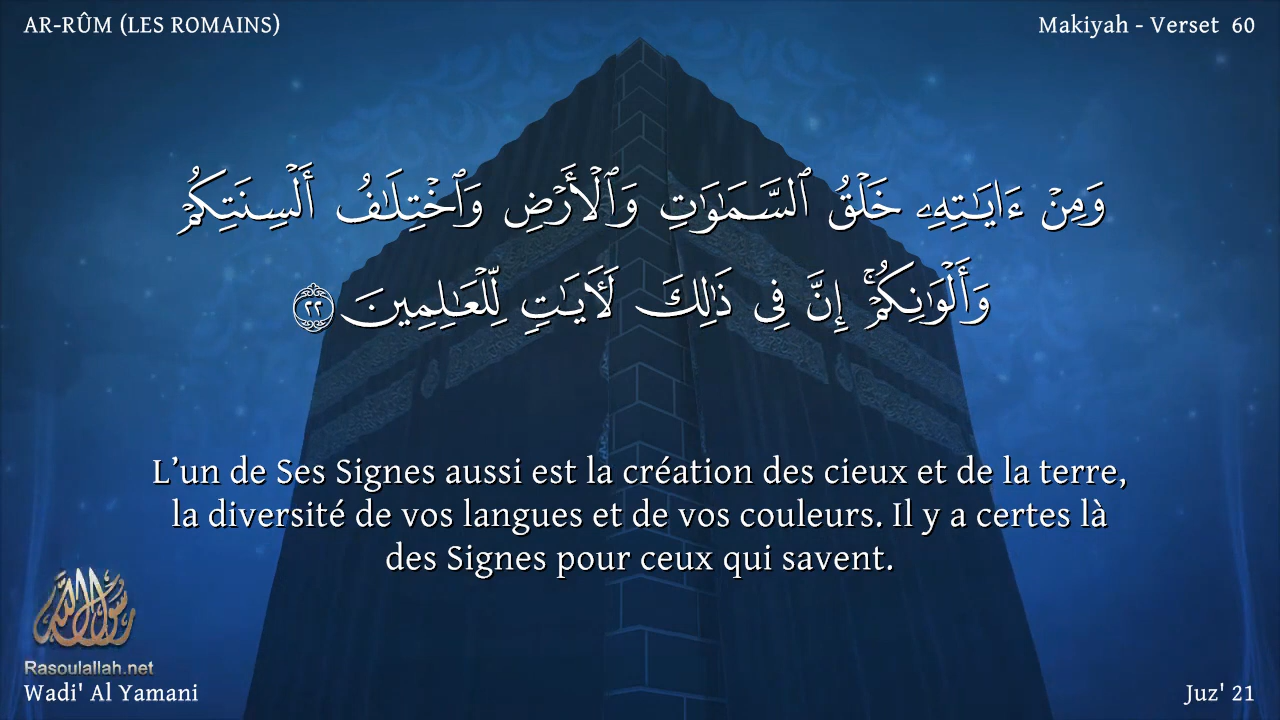 AR-RÛM (LES ROMAINS)
Makiyah - Verset 60
وَمِنْ ءَايَـٰتِهِۦ خَلْقُ ٱلسَّمَـٰوَٰتِ وَٱلْأَرْضِ وَٱخْتِلَـٰفُ أَلْسِنَتِكُمْ
وَأَلْوَٰنِكُمْ ۚ إِنَّ فِى ذَٰلِكَ لَـَٔايَـٰتٍ لِّلْعَـٰلِمِينَ ٢٢
L’un de Ses Signes aussi est la création des cieux et de la terre,
la diversité de vos langues et de vos couleurs. Il y a certes là
des Signes pour ceux qui savent.
رسول الله
Rasoulallah.net
Wadi' Al Yamani
Juz' 21